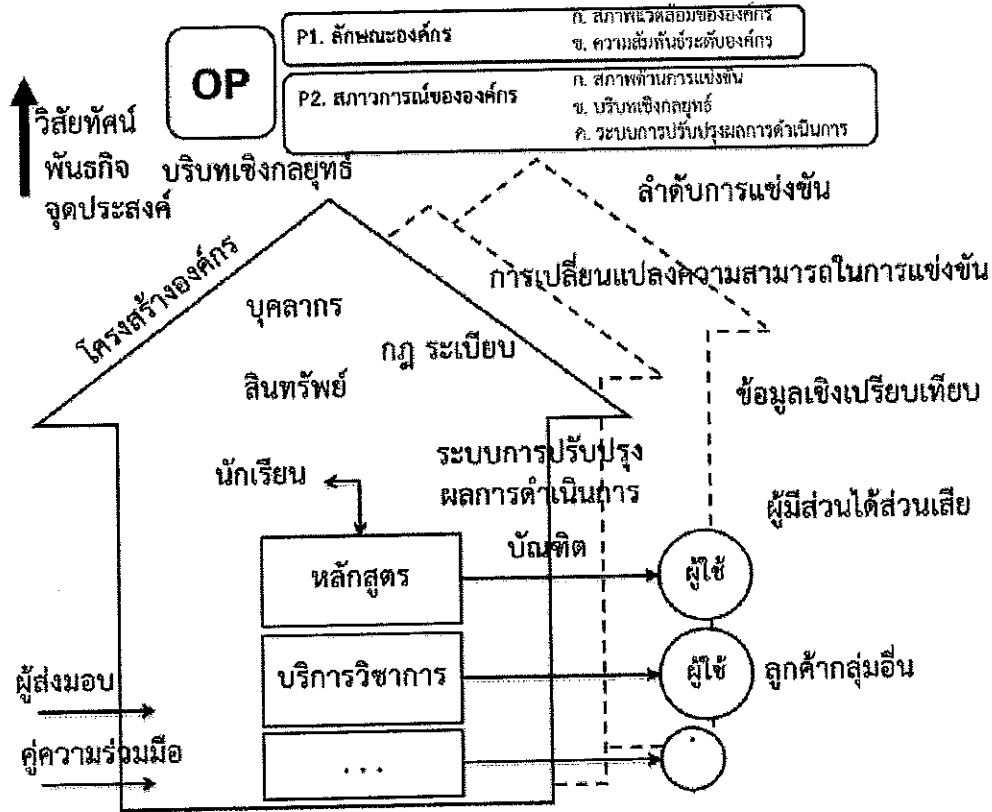 OP
P1. ลักษณะองค์กร
ก. สภาพแวดล้อมขององค์กร
ข. ความสัมพันธ์ระดับองค์กร
P2. สภาวการณ์ขององค์กร
ก. สภาพด้านการแข่งขัน
ข. บริบทเชิงกลยุทธ์
ค. ระบบการปรับปรุงผลการดำเนินการ
วิสัยทัศน์
พันธกิจ
จุดประสงค์
บริบทเชิงกลยุทธ์
ลำดับการแข่งขัน
การเปลี่ยนแปลงความสามารถในการแข่งขัน
โครงสร้างองค์กร
บุคลากร
กฎ ระเบียบ
สินทรัพย์
ข้อมูลเชิงเปรียบเทียบ
ระบบการปรับปรุง
ผลการดำเนินการ
นักเรียน
ผู้มีส่วนได้ส่วนเสีย
บัณฑิต
หลักสูตร
ผู้ใช้
บริการวิชาการ
ผู้ใช้
ลูกค้ากลุ่มอื่น
ผู้ส่งมอบ
คู่ความร่วมมือ
...